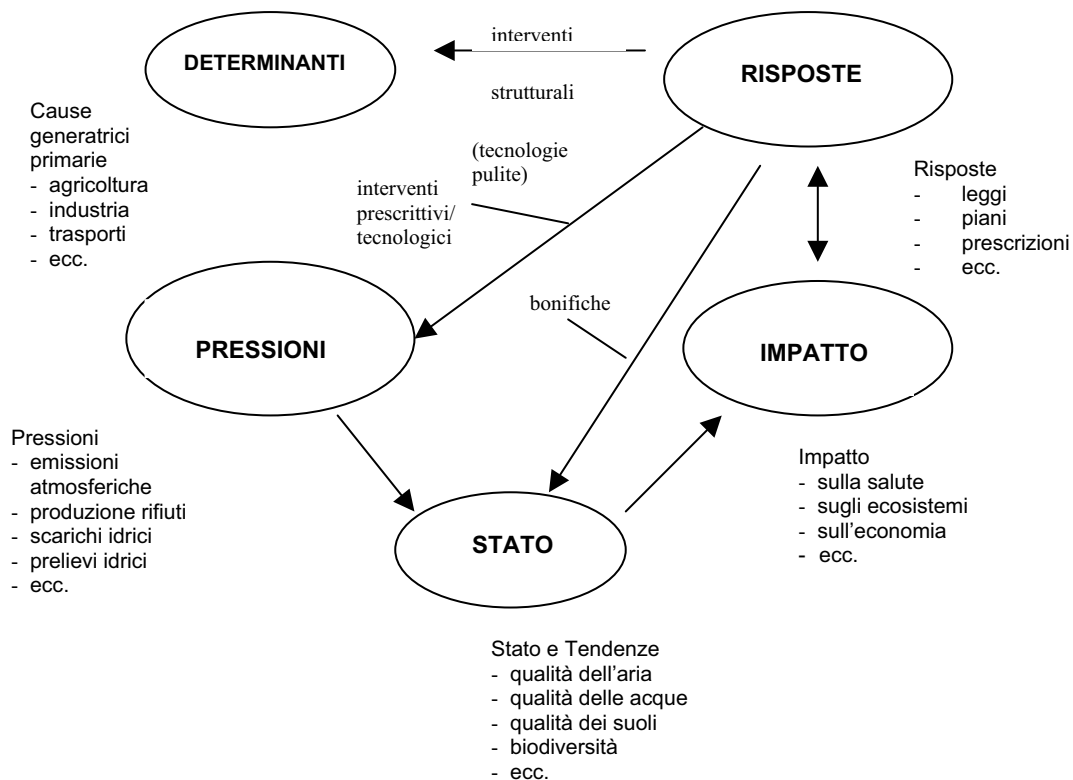 interventi
DETERMINANTI
RISPOSTE
strutturali
Cause
generatrici
primarie
- agricoltura
- industria
- trasporti
- ecc.
(tecnologie
pulite)
interventi
prescrittivi/
tecnologici
Risposte
- leggi
- piani
- prescrizioni
- ecc.
bonifiche
PRESSIONI
IMPATTO
Pressioni
- emissioni
atmosferiche
- produzione rifiuti
- scarichi idrici
- prelievi idrici
- ecc.
Impatto
- sulla salute
- sugli ecosistemi
- sull'economia
- ecc.
STATO
Stato e Tendenze
- qualità dell'aria
- qualità delle acque
- qualità dei suoli
- biodiversità
- ecc.